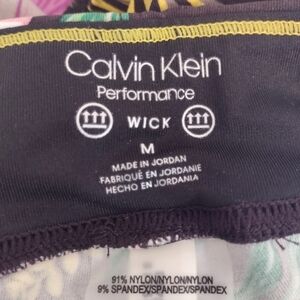 Calvin Klein
Performance
WICK
M
MADE IN JORDAN
FABRIQUÉ EN JORDANIE
HECHO EN JORDANIA
91% NYLON/NYLON/NYLON
9% SPANDEX/SPANDEX/SPANDEX